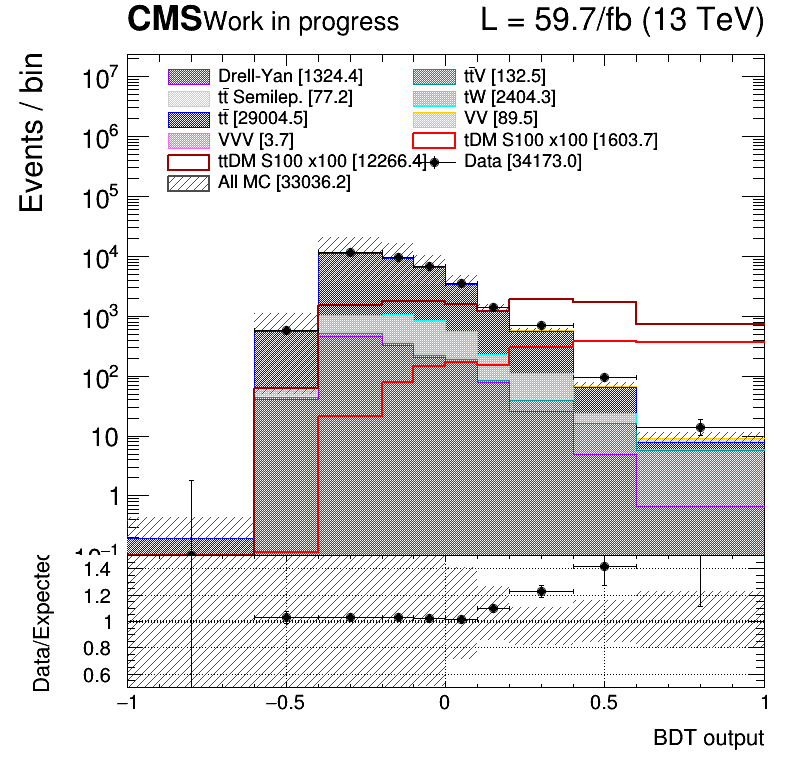 CMS Work in progress L = 59.7/fb (13 TeV)
Events / bin
10⁷
10⁶
10⁵
10⁴
10³
10²
10
1
10⁻¹
Drell-Yan [1324.4] tt̄V [132.5]
tt̄ Semilep. [77.2] tW [2404.3]
tt̄ [29004.5] VV [89.5]
VVV [3.7] tDM S100 x100 [1603.7]
ttDM S100 x100 [12266.4] Data [34173.0]
All MC [33036.2]
Data/Expected
1.4
1.2
1
0.8
0.6
−1 −0.5 0 0.5 1
BDT output